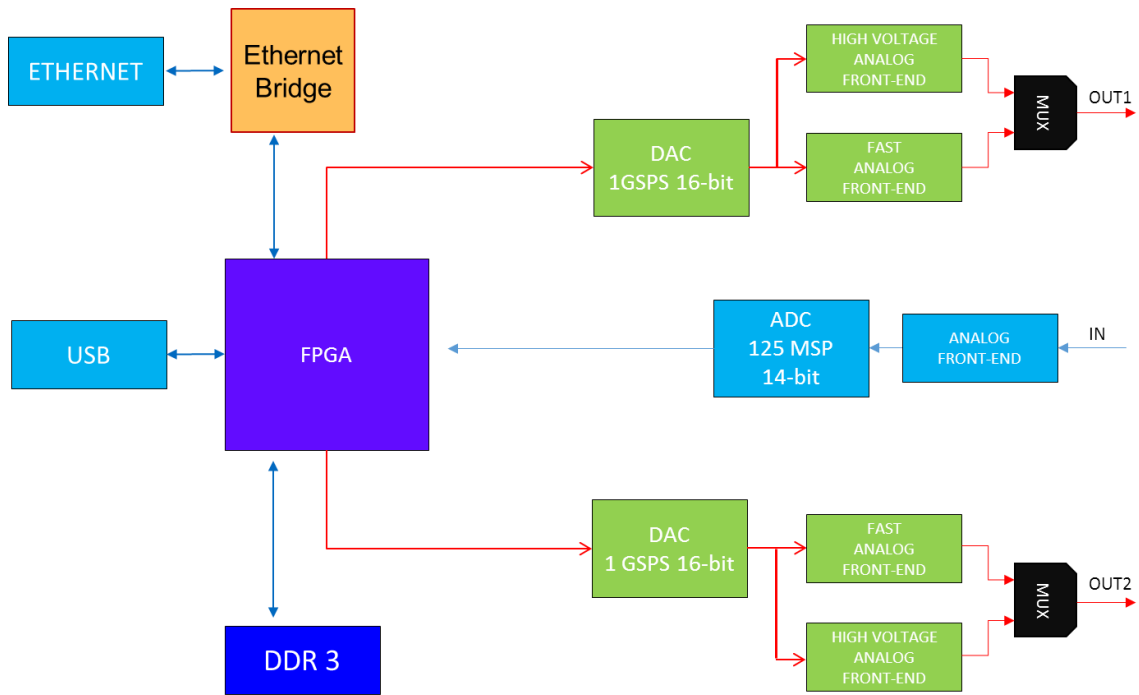 ETHERNET
Ethernet
Bridge
HIGH VOLTAGE
ANALOG
FRONT-END
MUX
OUT1
DAC
1GSPS 16-bit
FAST
ANALOG
FRONT-END
USB
FPGA
ADC
125 MSP
14-bit
ANALOG
FRONT-END
IN
DAC
1 GSPS 16-bit
FAST
ANALOG
FRONT-END
MUX
OUT2
HIGH VOLTAGE
ANALOG
FRONT-END
DDR 3